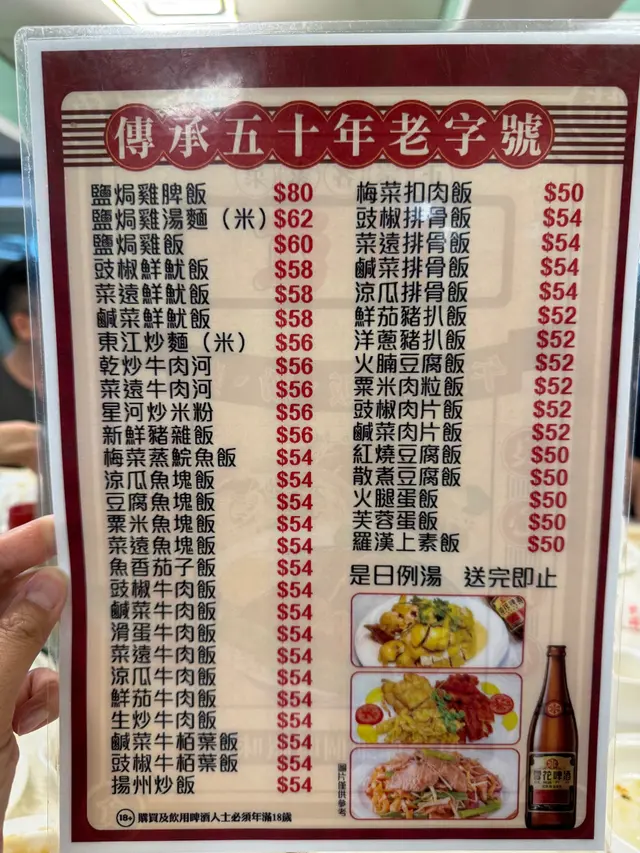 傳承五十年老字號
鹽焗雞髀飯 $80
鹽焗雞湯麵（米） $62
鹽焗雞飯 $60
豉椒鮮魷飯 $58
菜遠鮮魷飯 $58
鹹菜鮮魷飯 $58
東江炒麵（米） $56
乾炒牛肉河 $56
菜遠牛肉河 $56
星河炒米粉 $56
新鮮豬雜飯 $56
梅菜蒸鯇魚飯 $54
涼瓜魚塊飯 $54
豆腐魚塊飯 $54
粟米魚塊飯 $54
菜遠魚塊飯 $54
魚香茄子飯 $54
豉椒牛肉飯 $54
鹹菜牛肉飯 $54
滑蛋牛肉飯 $54
菜遠牛肉飯 $54
涼瓜牛肉飯 $54
鮮茄牛肉飯 $54
生炒牛肉飯 $54
鹹菜牛栢葉飯 $54
豉椒牛栢葉飯 $54
揚州炒飯 $54
梅菜扣肉飯 $50
豉椒排骨飯 $54
菜遠排骨飯 $54
鹹菜排骨飯 $54
涼瓜排骨飯 $54
鮮茄豬扒飯 $52
洋蔥豬扒飯 $52
火腩豆腐飯 $52
粟米肉粒飯 $52
豉椒肉片飯 $52
鹹菜肉片飯 $52
紅燒豆腐飯 $50
散煮豆腐飯 $50
火腿蛋飯 $50
芙蓉蛋飯 $50
羅漢上素飯 $50
是日例湯 送完即止
圖片僅供參考
雪花啤酒
18+ 購買及飲用啤酒人士必須年滿18歲